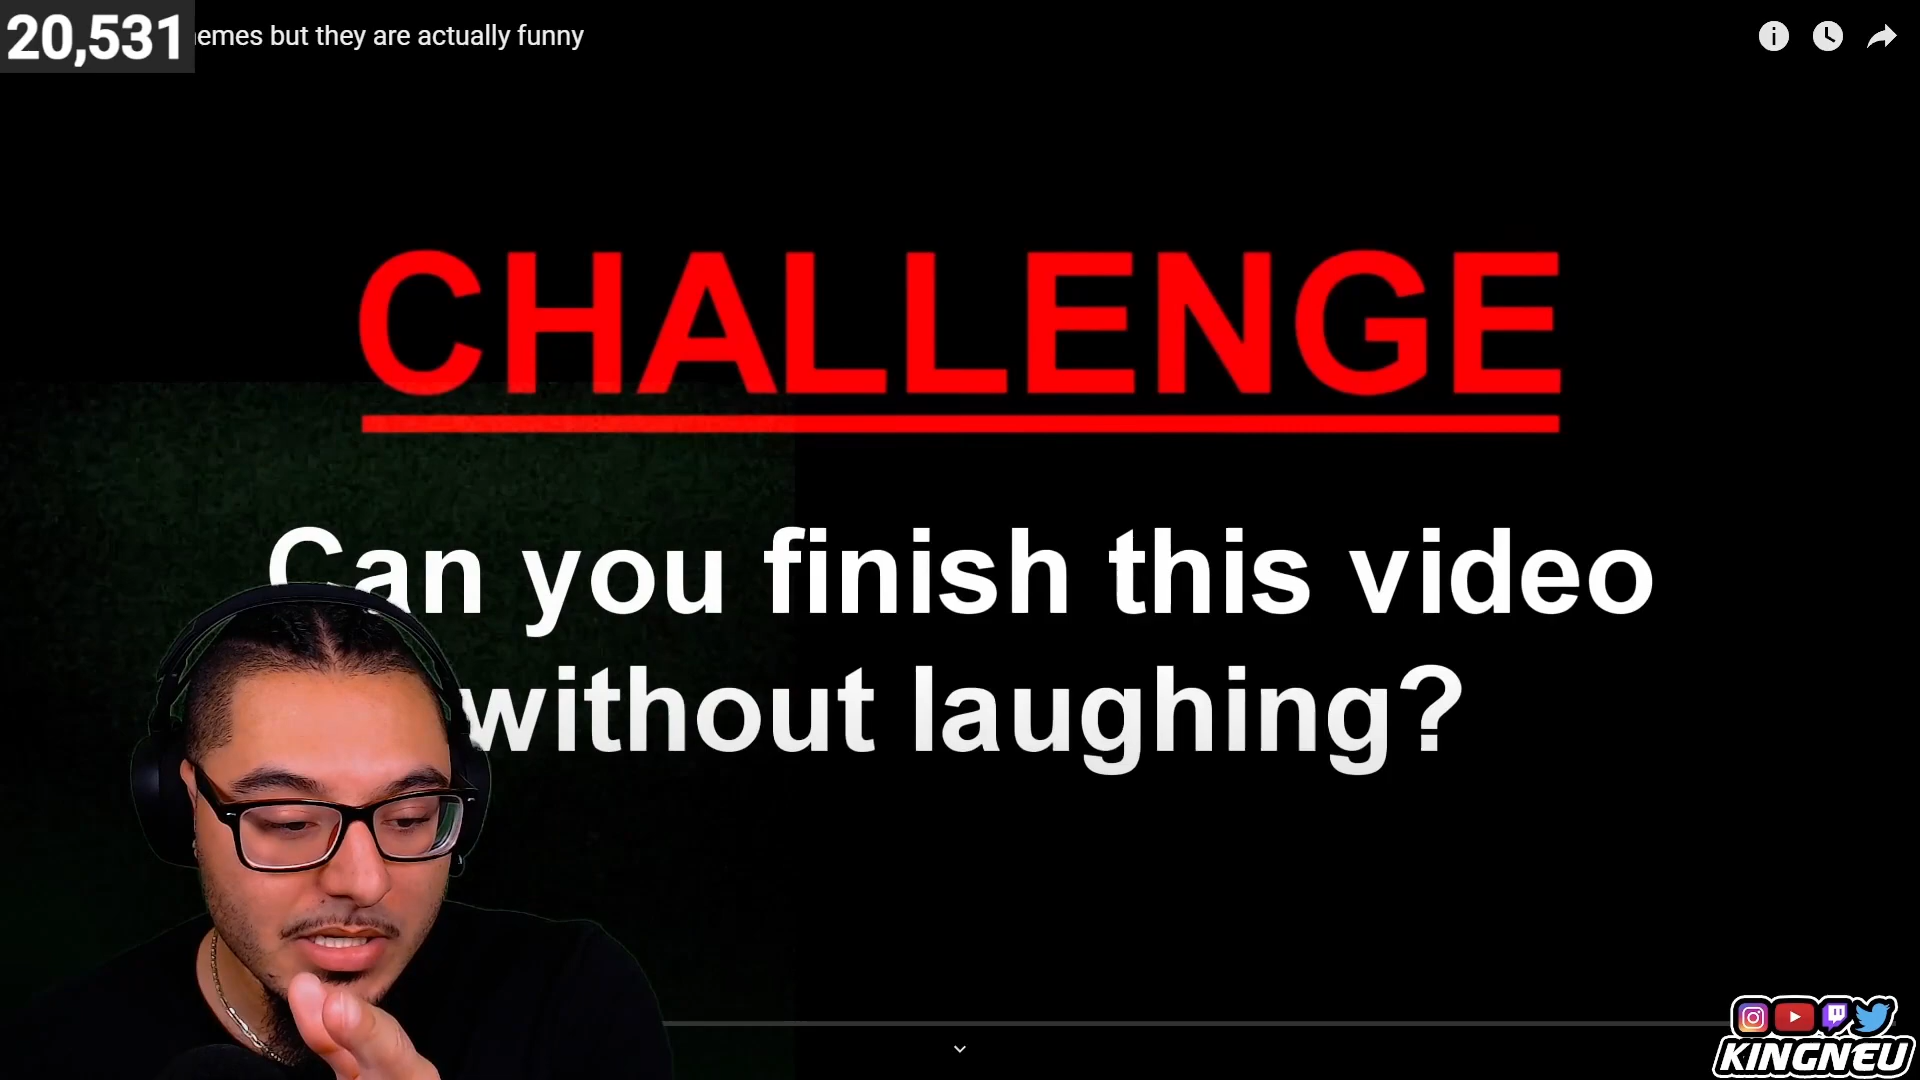 20,531
emes but they are actually funny
CHALLENGE
Can you finish this video
without laughing?
KINGNEU